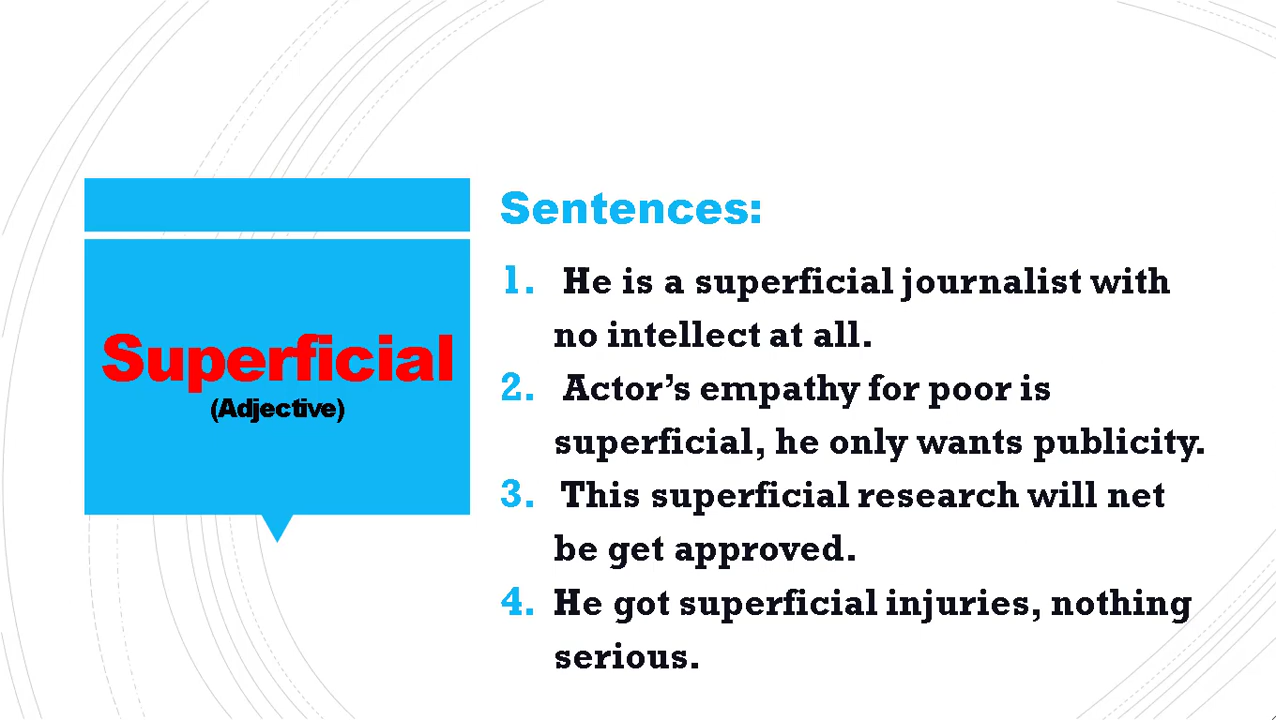 Superficial
(Adjective)
Sentences:
1. He is a superficial journalist with
no intellect at all.
2. Actor’s empathy for poor is
superficial, he only wants publicity.
3. This superficial research will net
be get approved.
4. He got superficial injuries, nothing
serious.